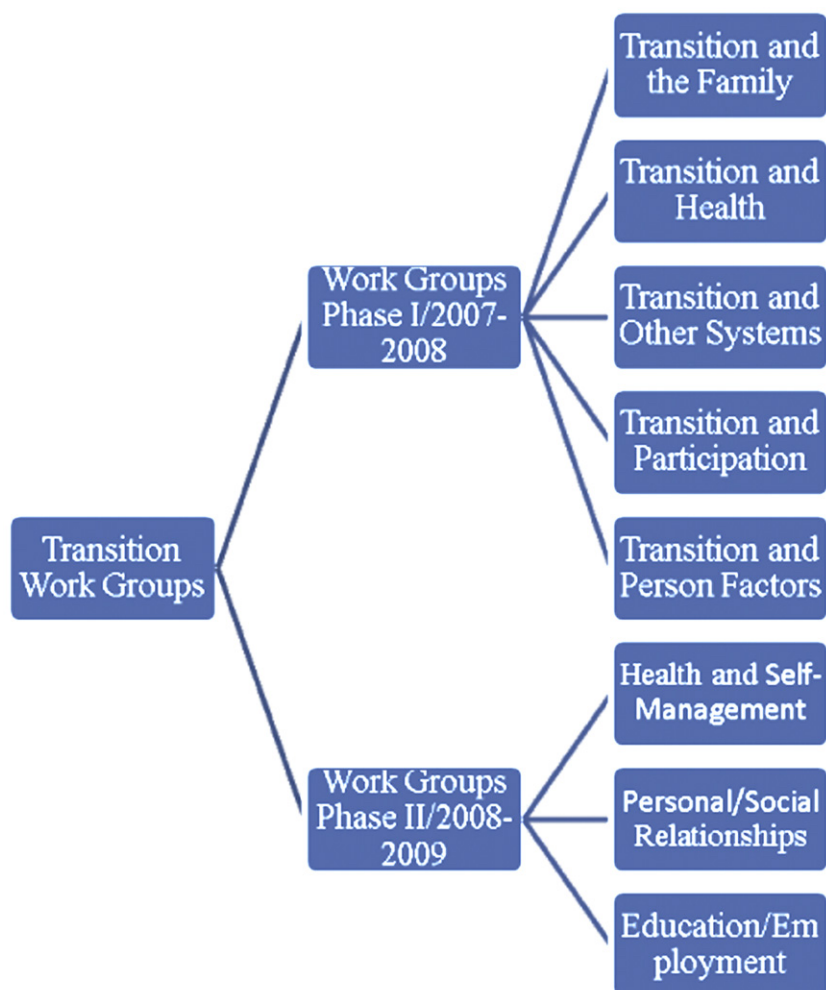 Transition and
the Family
Transition and
Health
Work Groups
Phase I/2007-
2008
Transition and
Other Systems
Transition and
Participation
Transition
Work Groups
Transition and
Person Factors
Health and Self-
Management
Work Groups
Phase II/2008-
2009
Personal/Social
Relationships
Education/Em
ployment